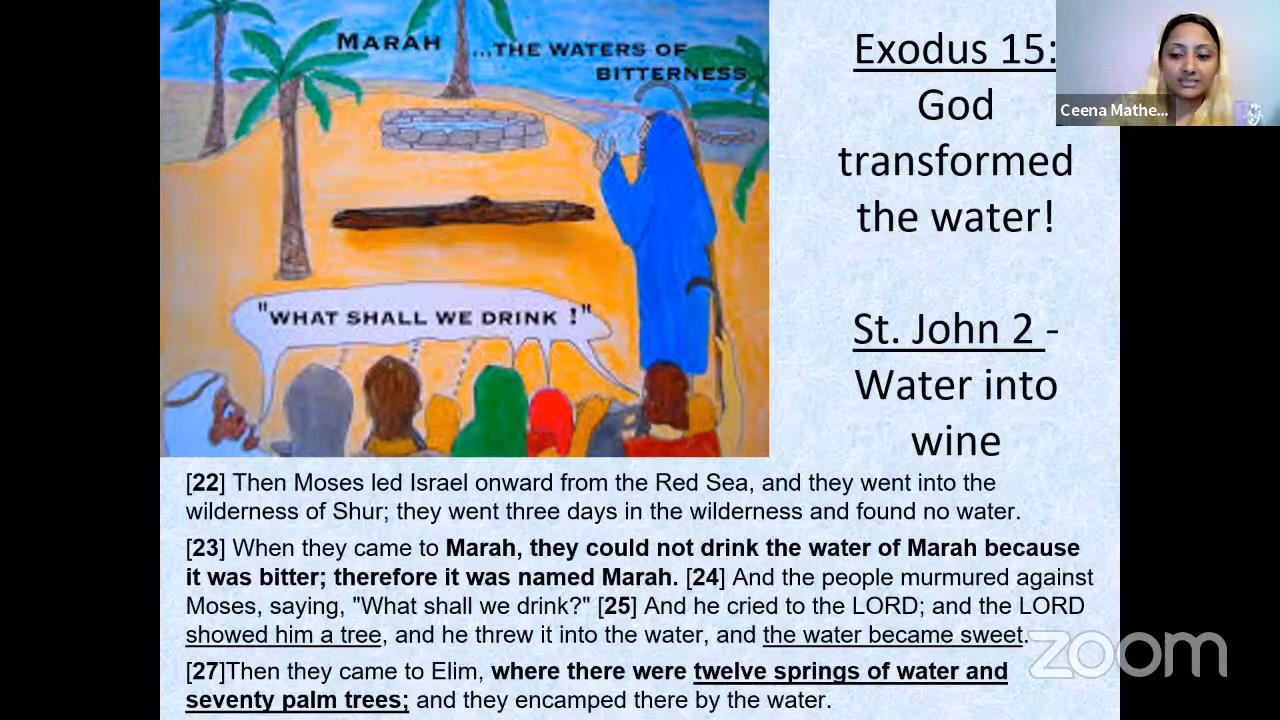 MARAH ...THE WATERS OF
BITTERNESS
"WHAT SHALL WE DRINK !"
Exodus 15:
God
transformed
the water!
St. John 2 -
Water into
wine
Ceena Mathe...
[22] Then Moses led Israel onward from the Red Sea, and they went into the
wilderness of Shur; they went three days in the wilderness and found no water.
[23] When they came to Marah, they could not drink the water of Marah because
it was bitter; therefore it was named Marah. [24] And the people murmured against
Moses, saying, "What shall we drink?" [25] And he cried to the LORD; and the LORD
showed him a tree, and he threw it into the water, and the water became sweet.
[27]Then they came to Elim, where there were twelve springs of water and
seventy palm trees; and they encamped there by the water.
zoom